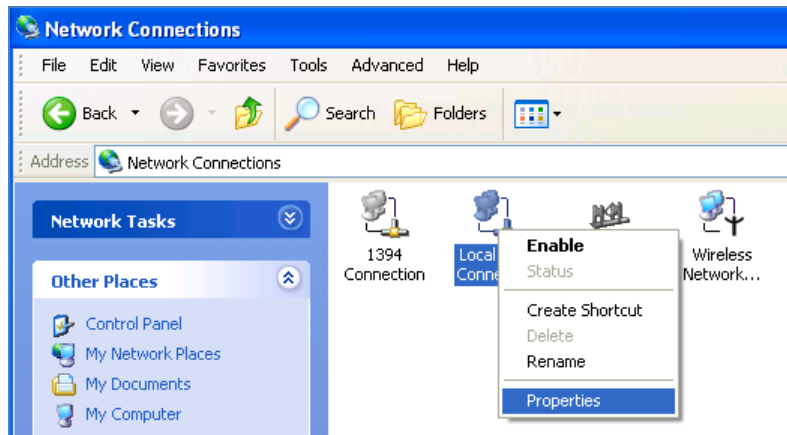 Network Connections
File Edit View Favorites Tools Advanced Help
Back Search Folders
Address Network Connections
Network Tasks
Other Places
Control Panel
My Network Places
My Documents
My Computer
1394
Connection
Local
Conne
Wireless
Network...
Enable
Status
Create Shortcut
Delete
Rename
Properties